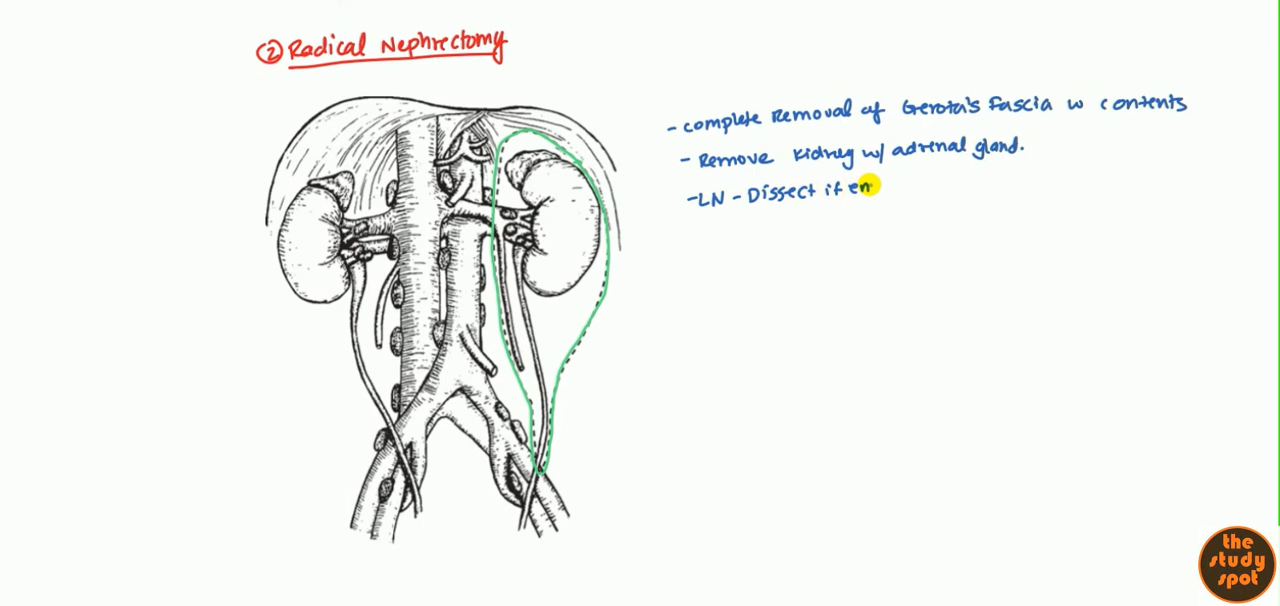 ② Radical Nephrectomy
- Complete Removal of Gerota's Fascia w contents
- Remove Kidney w/ adrenal gland.
- LN - Dissect if en
the
study
spot